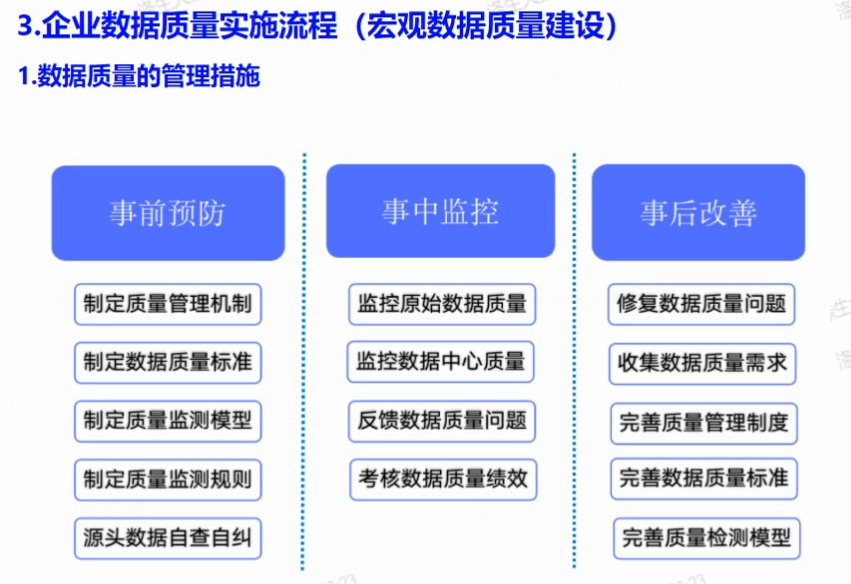 3.企业数据质量实施流程（宏观数据质量建设）
1.数据质量的管理措施
事前预防
制定质量管理机制
制定数据质量标准
制定质量监测模型
制定质量监测规则
源头数据自查自纠
事中监控
监控原始数据质量
监控数据中心质量
反馈数据质量问题
考核数据质量绩效
事后改善
修复数据质量问题
收集数据质量需求
完善质量管理制度
完善数据质量标准
完善质量检测模型